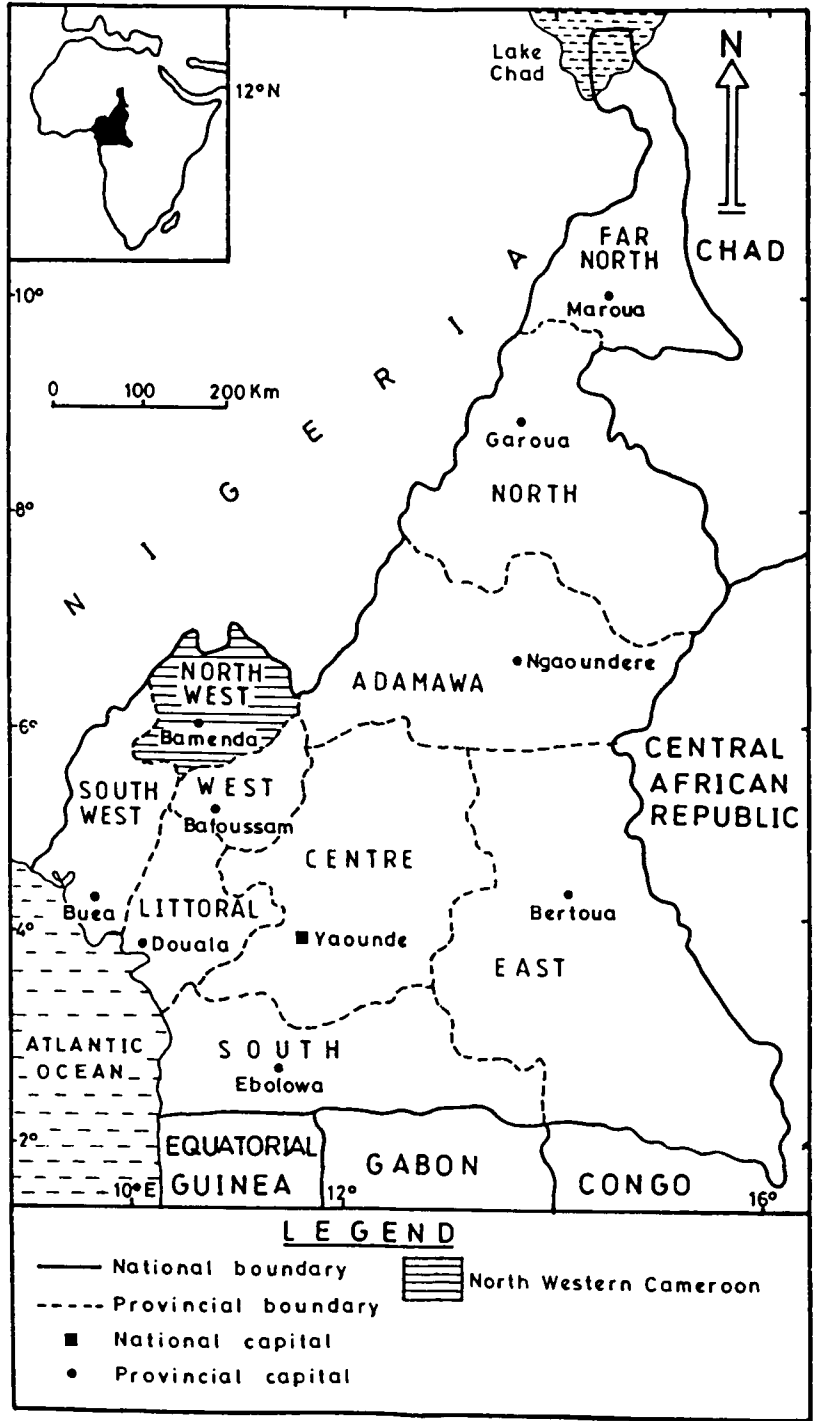 Lake
Chad
N
12°N
FAR
NORTH
CHAD
Maroua
10°
0 100 200 Km
NIGERIA
Garoua
NORTH
8°
Ngaoundere
ADAMAWA
NORTH
WEST
Bamenda
6°
CENTRAL
AFRICAN
REPUBLIC
SOUTH
WEST
WEST
Bafoussam
CENTRE
Buea
LITTORAL
Bertoua
4°
Douala
Yaounde
EAST
ATLANTIC
OCEAN
SOUTH
Ebolowa
2°
EQUATORIAL
GUINEA
GABON
CONGO
10°E
12°
16°
LEGEND
National boundary
North Western Cameroon
Provincial boundary
National capital
Provincial capital